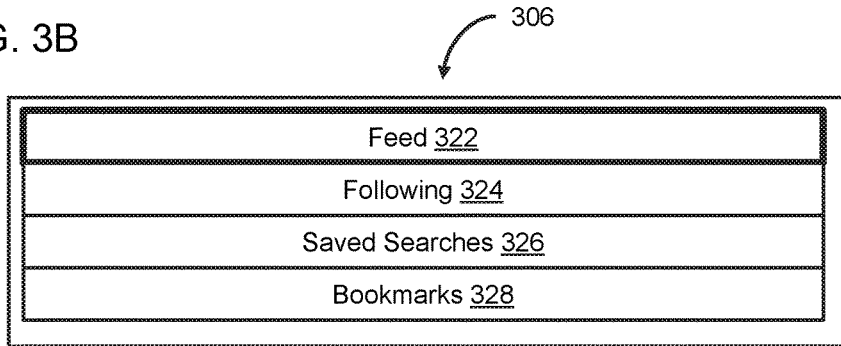 306
G. 3B
Feed 322
Following 324
Saved Searches 326
Bookmarks 328